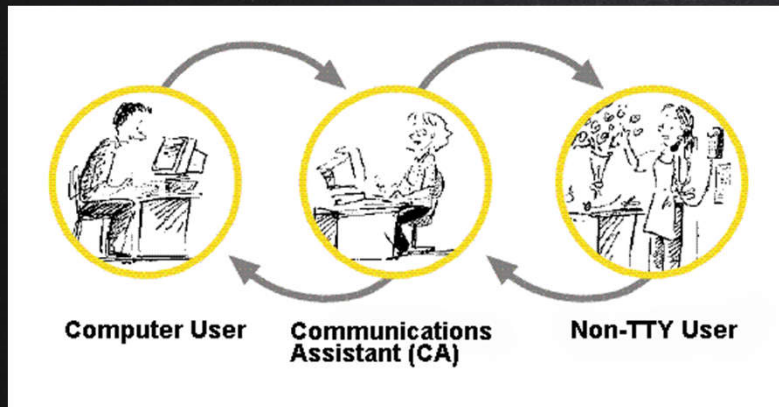 Computer User
Communications
Assistant (CA)
Non-TTY User